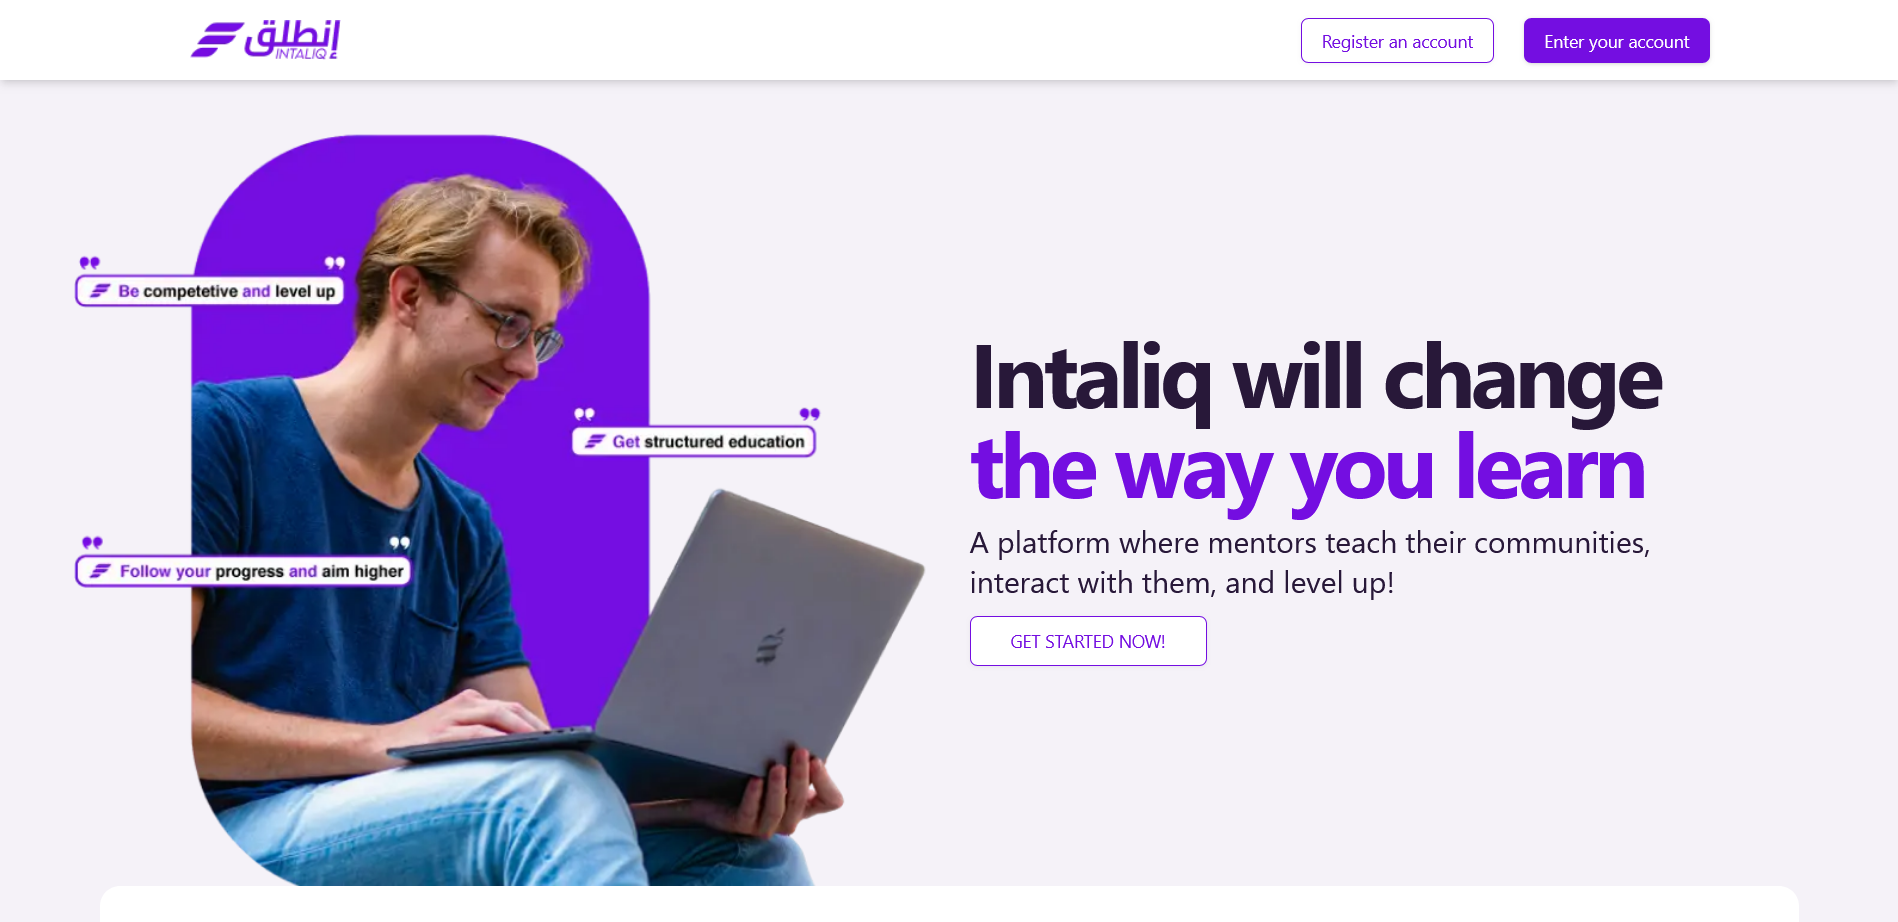 إنطلق
INTALIQ
Register an account
Enter your account
Be competetive and level up
Get structured education
Follow your progress and aim higher
Intaliq will change
the way you learn
A platform where mentors teach their communities,
interact with them, and level up!
GET STARTED NOW!